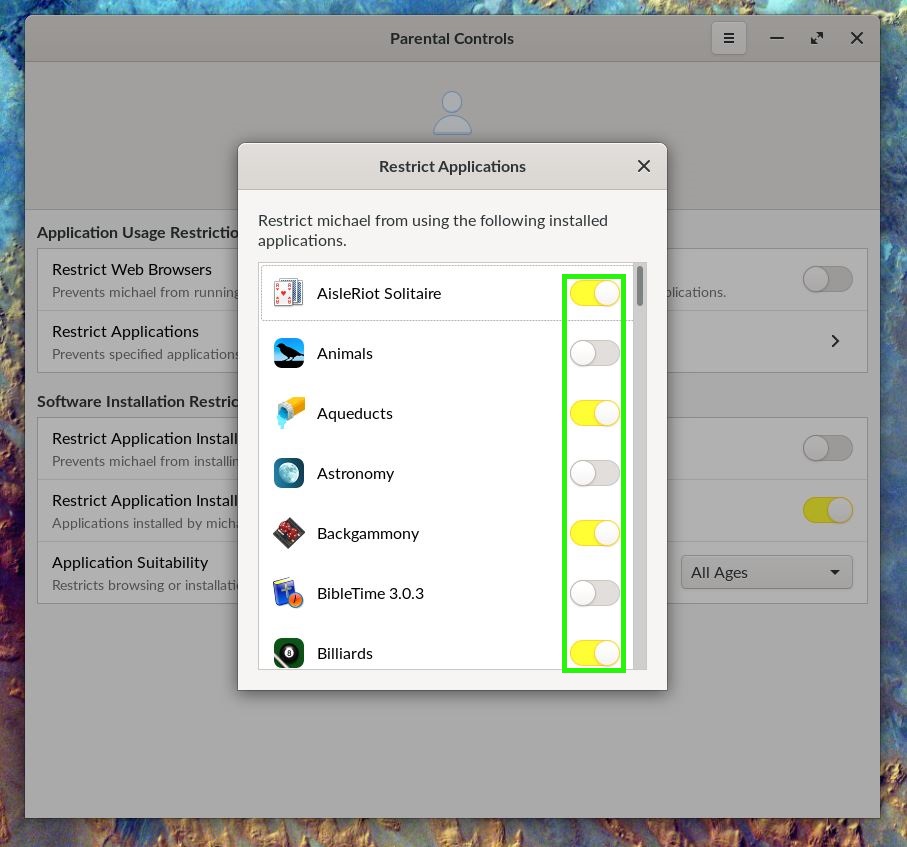 Parental Controls
Restrict Applications
Restrict michael from using the following installed
applications.
AisleRiot Solitaire
Animals
Aqueducts
Astronomy
Backgammony
BibleTime 3.0.3
Billiards
8
Application Usage Restrictio
Restrict Web Browsers
Prevents michael from running
lications.
Restrict Applications
Prevents specified applications
Software Installation Restric
Restrict Application Install
Prevents michael from installin
Restrict Application Install
Applications installed by micha
Application Suitability
Restricts browsing or installatio
All Ages